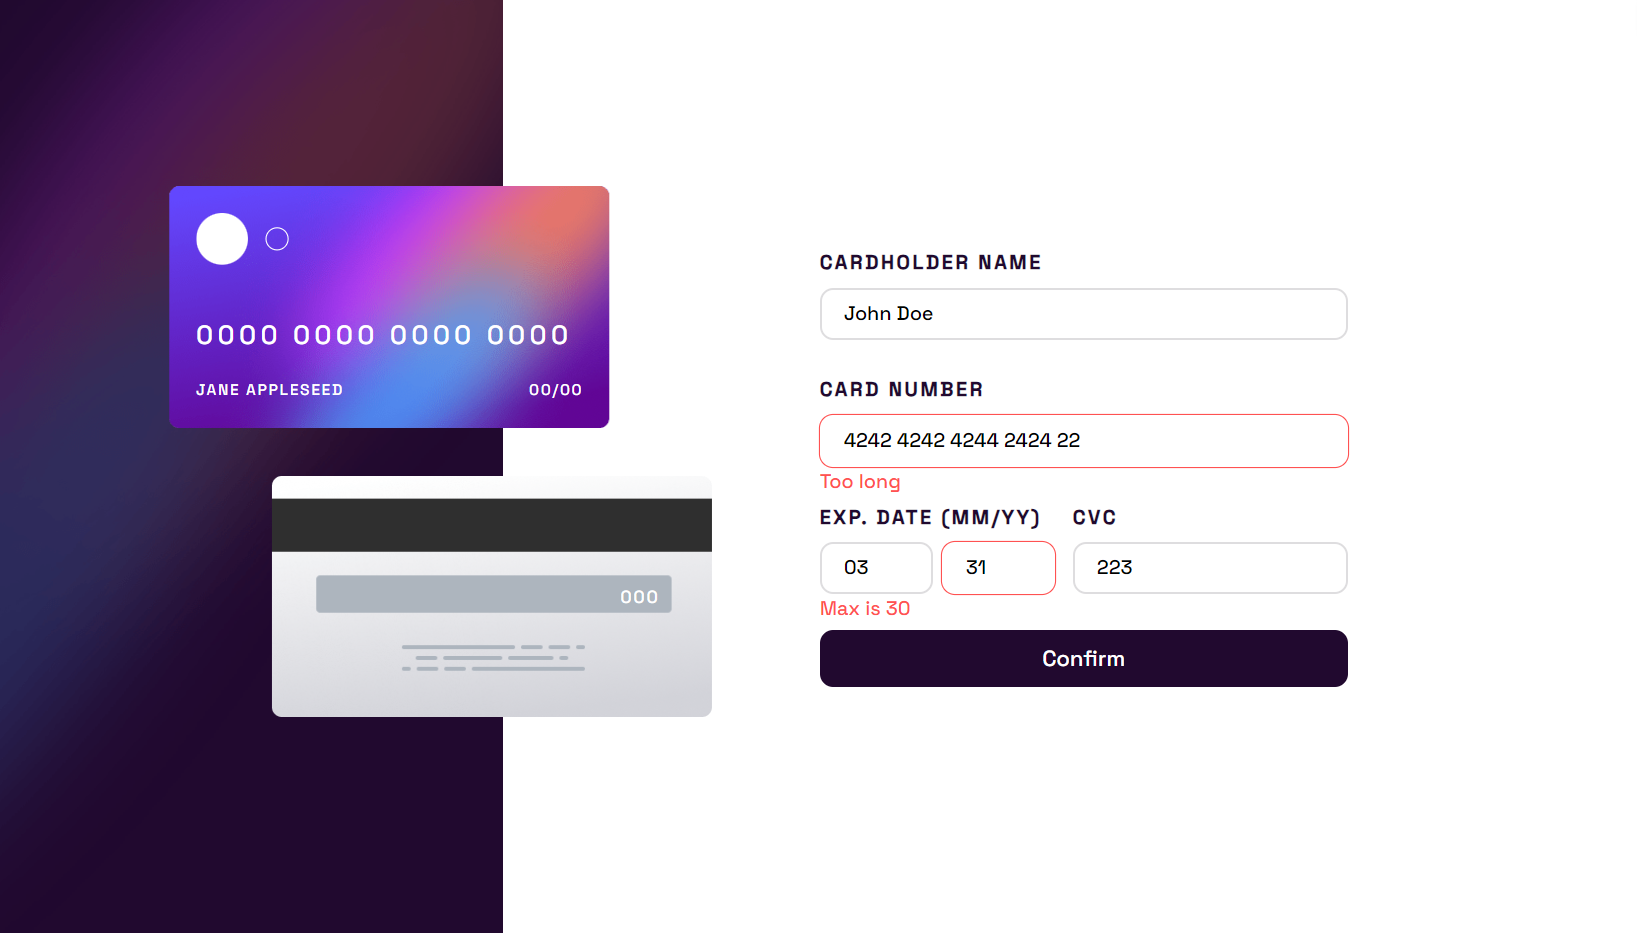 0000 0000 0000 0000
JANE APPLESEED 00/00
000
CARDHOLDER NAME
John Doe
CARD NUMBER
4242 4242 4244 2424 22
Too long
EXP. DATE (MM/YY) CVC
03 31 223
Max is 30
Confirm